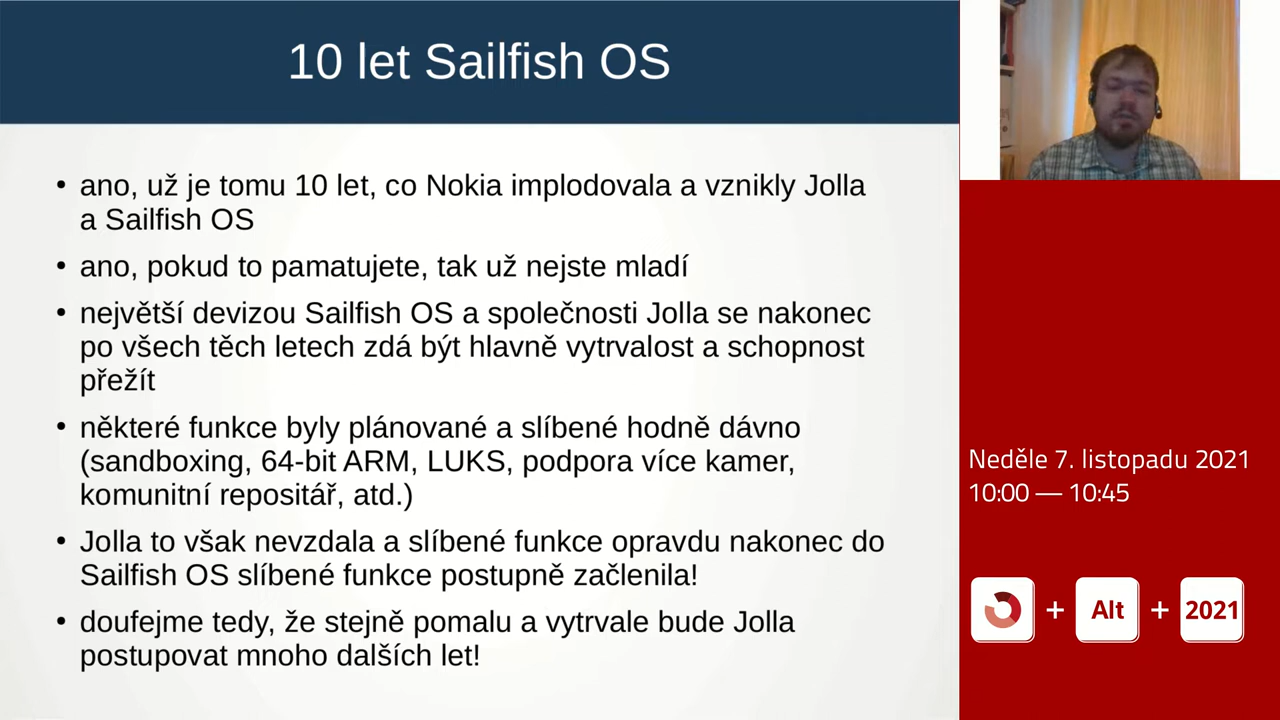 10 let Sailfish OS
• ano, už je tomu 10 let, co Nokia implodovala a vznikly Jolla
a Sailfish OS
• ano, pokud to pamatujete, tak už nejste mladí
• největší devizou Sailfish OS a společnosti Jolla se nakonec
po všech těch letech zdá být hlavně vytrvalost a schopnost
přežít
• některé funkce byly plánované a slíbené hodně dávno
(sandboxing, 64-bit ARM, LUKS, podpora více kamer,
komunitní repositář, atd.)
• Jolla to však nevzdala a slíbené funkce opravdu nakonec do
Sailfish OS slíbené funkce postupně začlenila!
• doufejme tedy, že stejně pomalu a vytrvale bude Jolla
postupovat mnoho dalších let!
Neděle 7. listopadu 2021
10:00 — 10:45
+ Alt + 2021